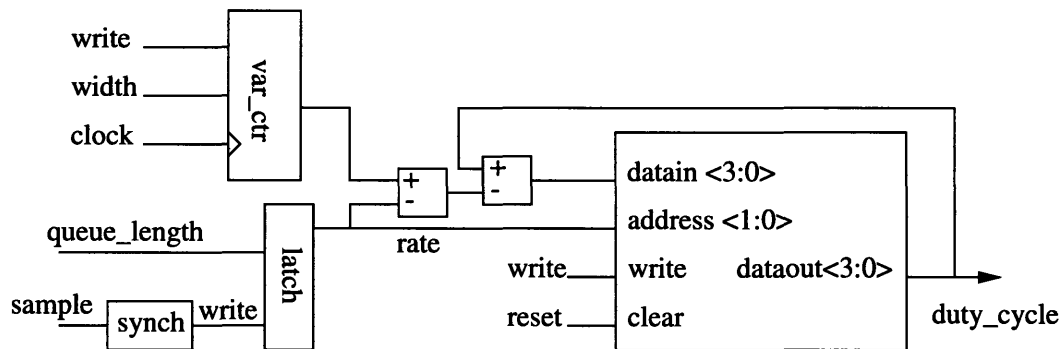 write
width
clock
var_ctr
+
-
+
-
datain <3:0>
address <1:0>
write
dataout<3:0>
clear
queue_length
latch
rate
write
reset
sample
synch
write
duty_cycle